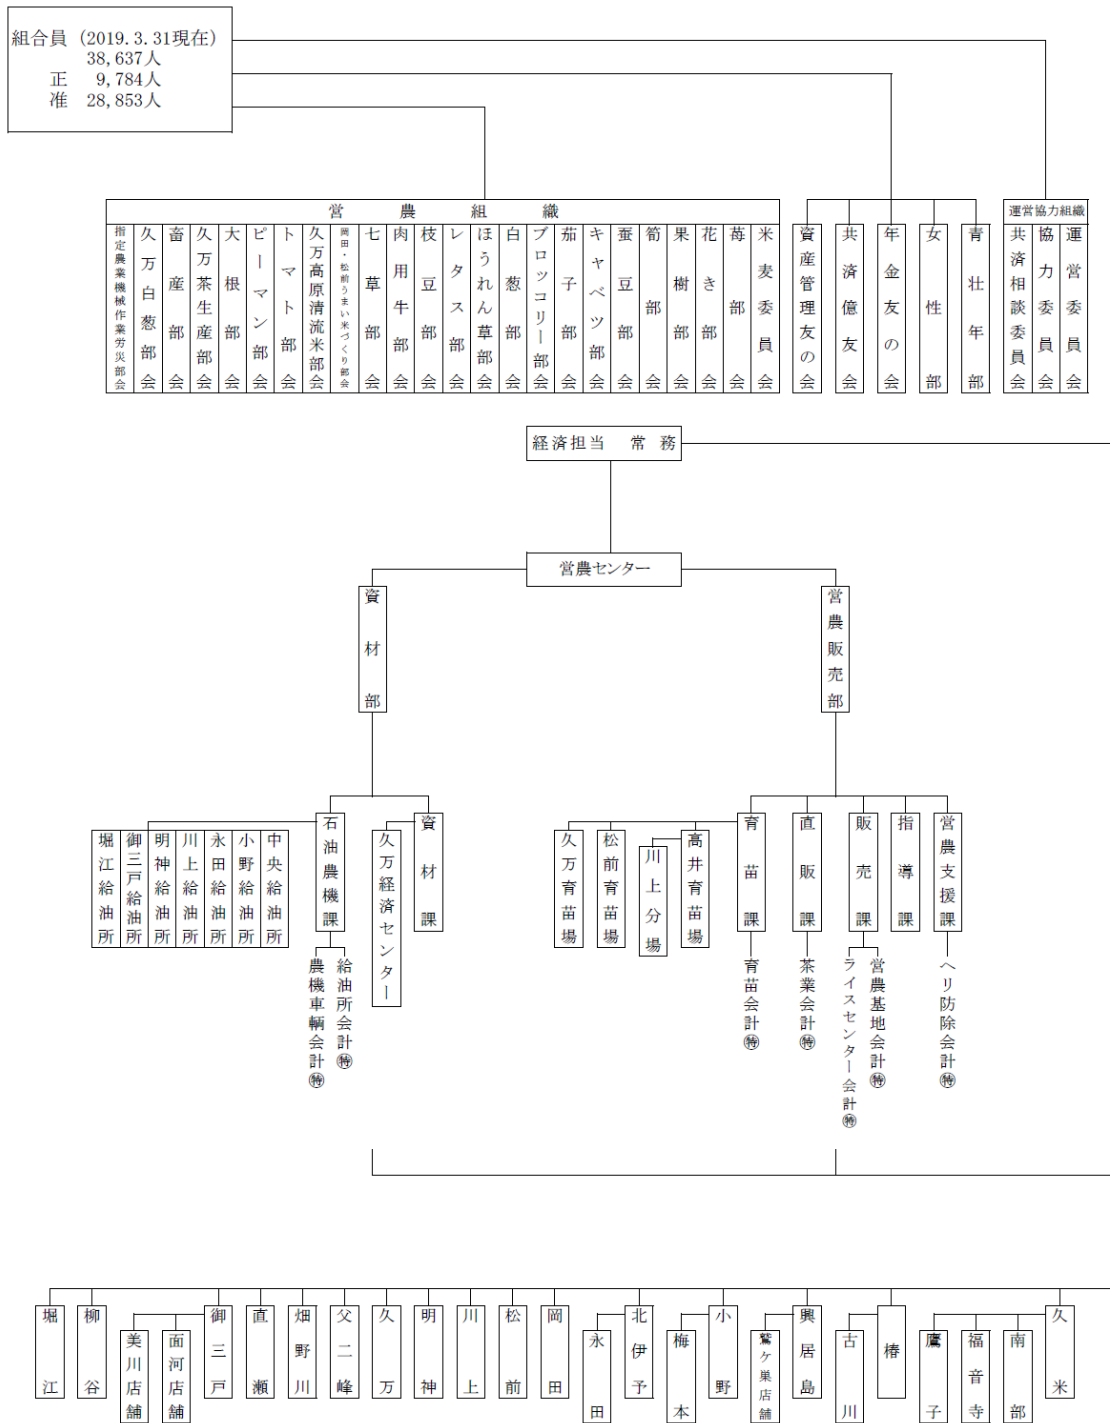 組合員 (2019.3.31現在)
38,637人
正 9,784人
准 28,853人
営農組織
指定農業機械作業労災部会
久万白葱部会
畜産部会
久万茶生産部会
大根部会
ピーマン部会
トマト部会
久万高原清流米部会
岡田・松前うまい米づくり部会
七草部会
肉用牛部会
枝豆部会
レタス部会
ほうれん草部会
白葱部会
ブロッコリー部会
茄子部会
キャベツ部会
蚕豆部会
筍部会
果樹部会
花き部会
苺部会
米麦委員会
資産管理友の会
共済億友会
年金友の会
女性部
青壮年部
運営協力組織
共済相談委員会
協力委員会
運営委員会
経済担当 常務
営農センター
資材部
営農販売部
石油農機課
資材課
堀江給油所
御三戸給油所
明神給油所
川上給油所
永田給油所
小野給油所
中央給油所
久万経済センター
農機車輌会計㊕
給油所会計㊕
育苗課
直販課
販売課
指導課
営農支援課
久万育苗場
松前育苗場
川上分場
高井育苗場
育苗会計㊕
茶業会計㊕
ライスセンター会計㊕
営農基地会計㊕
ヘリ防除会計㊕
堀江
柳谷
美川店舗
面河店舗
御三戸
直瀬
畑野川
父二峰
久万
明神
川上
松前
岡田
永田
北伊予
梅本
小野
鷲ケ巣店舗
興居島
古川
椿
鷹子
福音寺
南部
久米